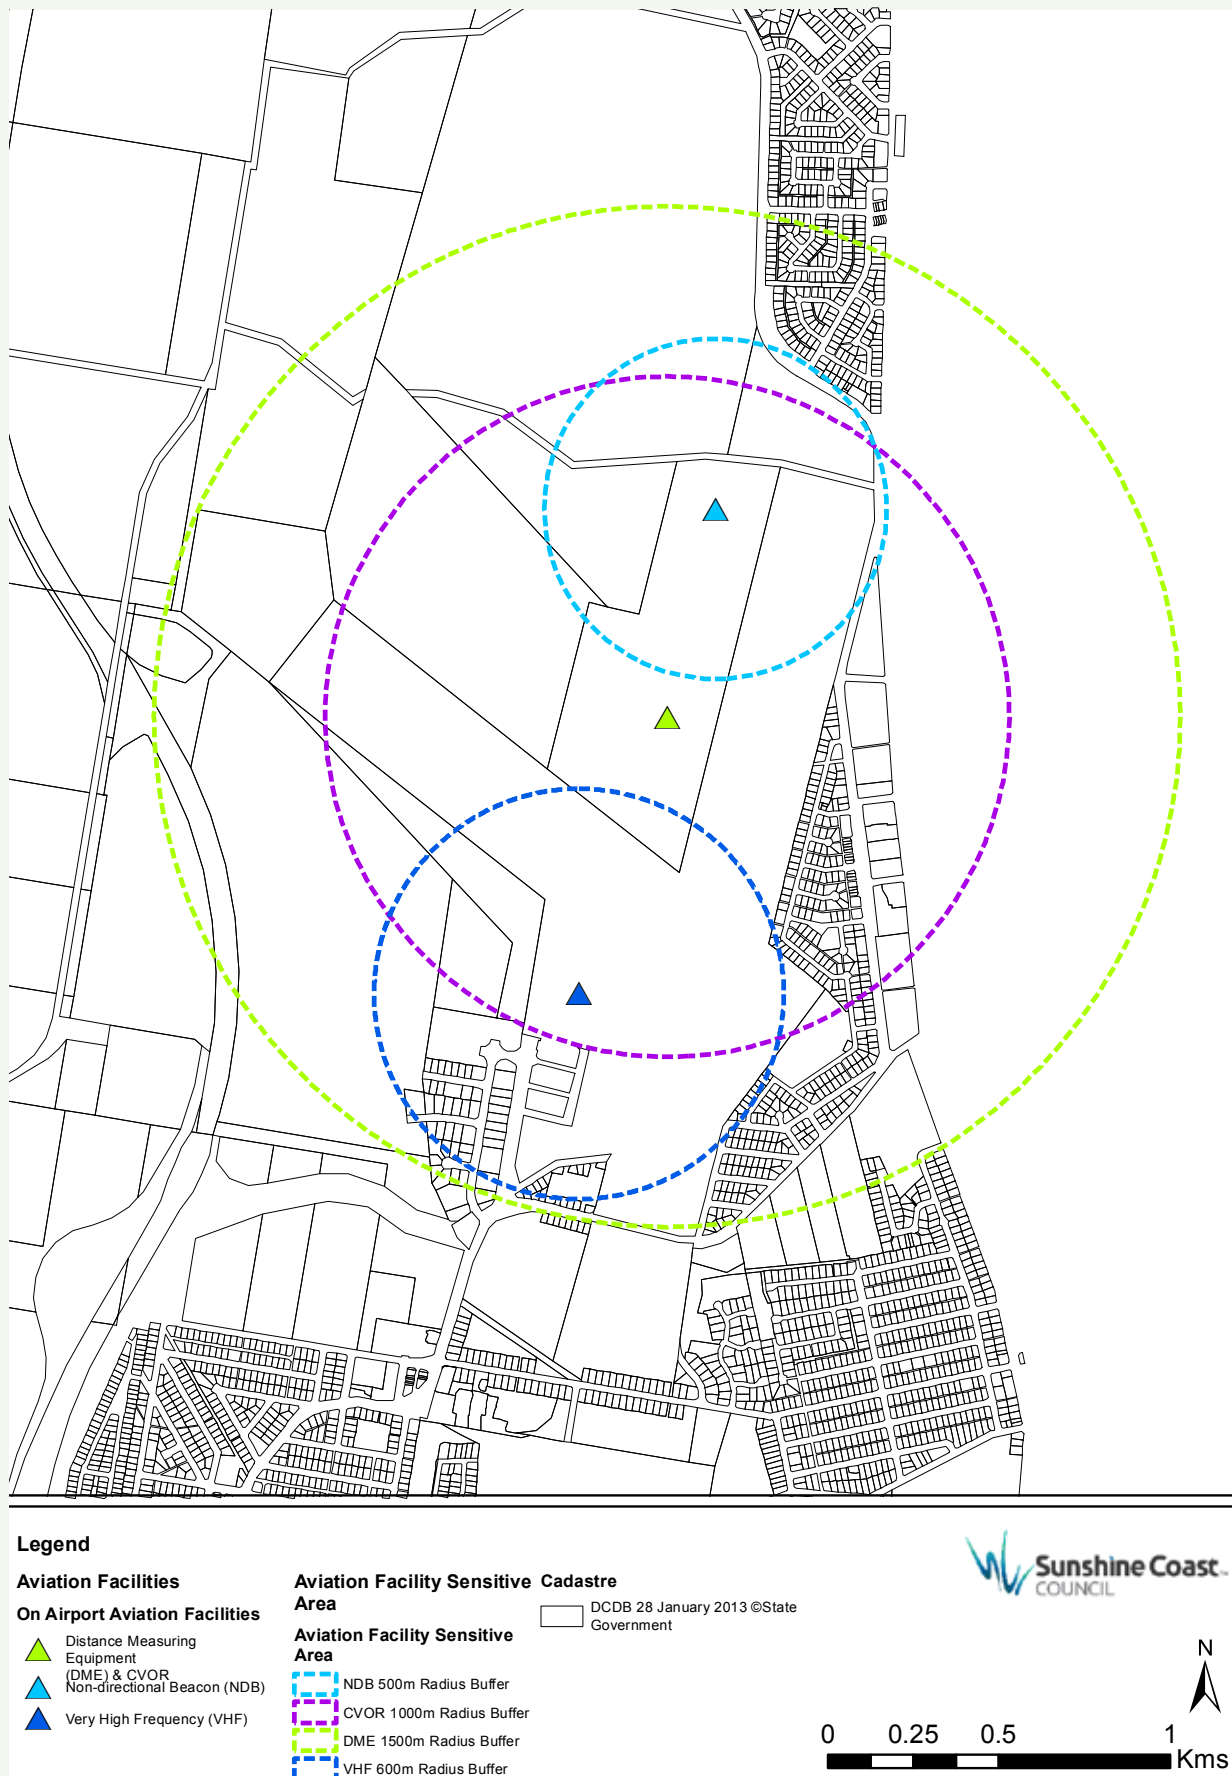 Legend
Aviation Facilities
On Airport Aviation Facilities
Distance Measuring
Equipment
(DME) & CVOR
Non-directional Beacon (NDB)
Very High Frequency (VHF)
Aviation Facility Sensitive
Area
Aviation Facility Sensitive
Area
NDB 500m Radius Buffer
CVOR 1000m Radius Buffer
DME 1500m Radius Buffer
VHF 600m Radius Buffer
Cadastre
DCDB 28 January 2013 ©State
Government
Sunshine Coast
COUNCIL
N
0 0.25 0.5 1
Kms